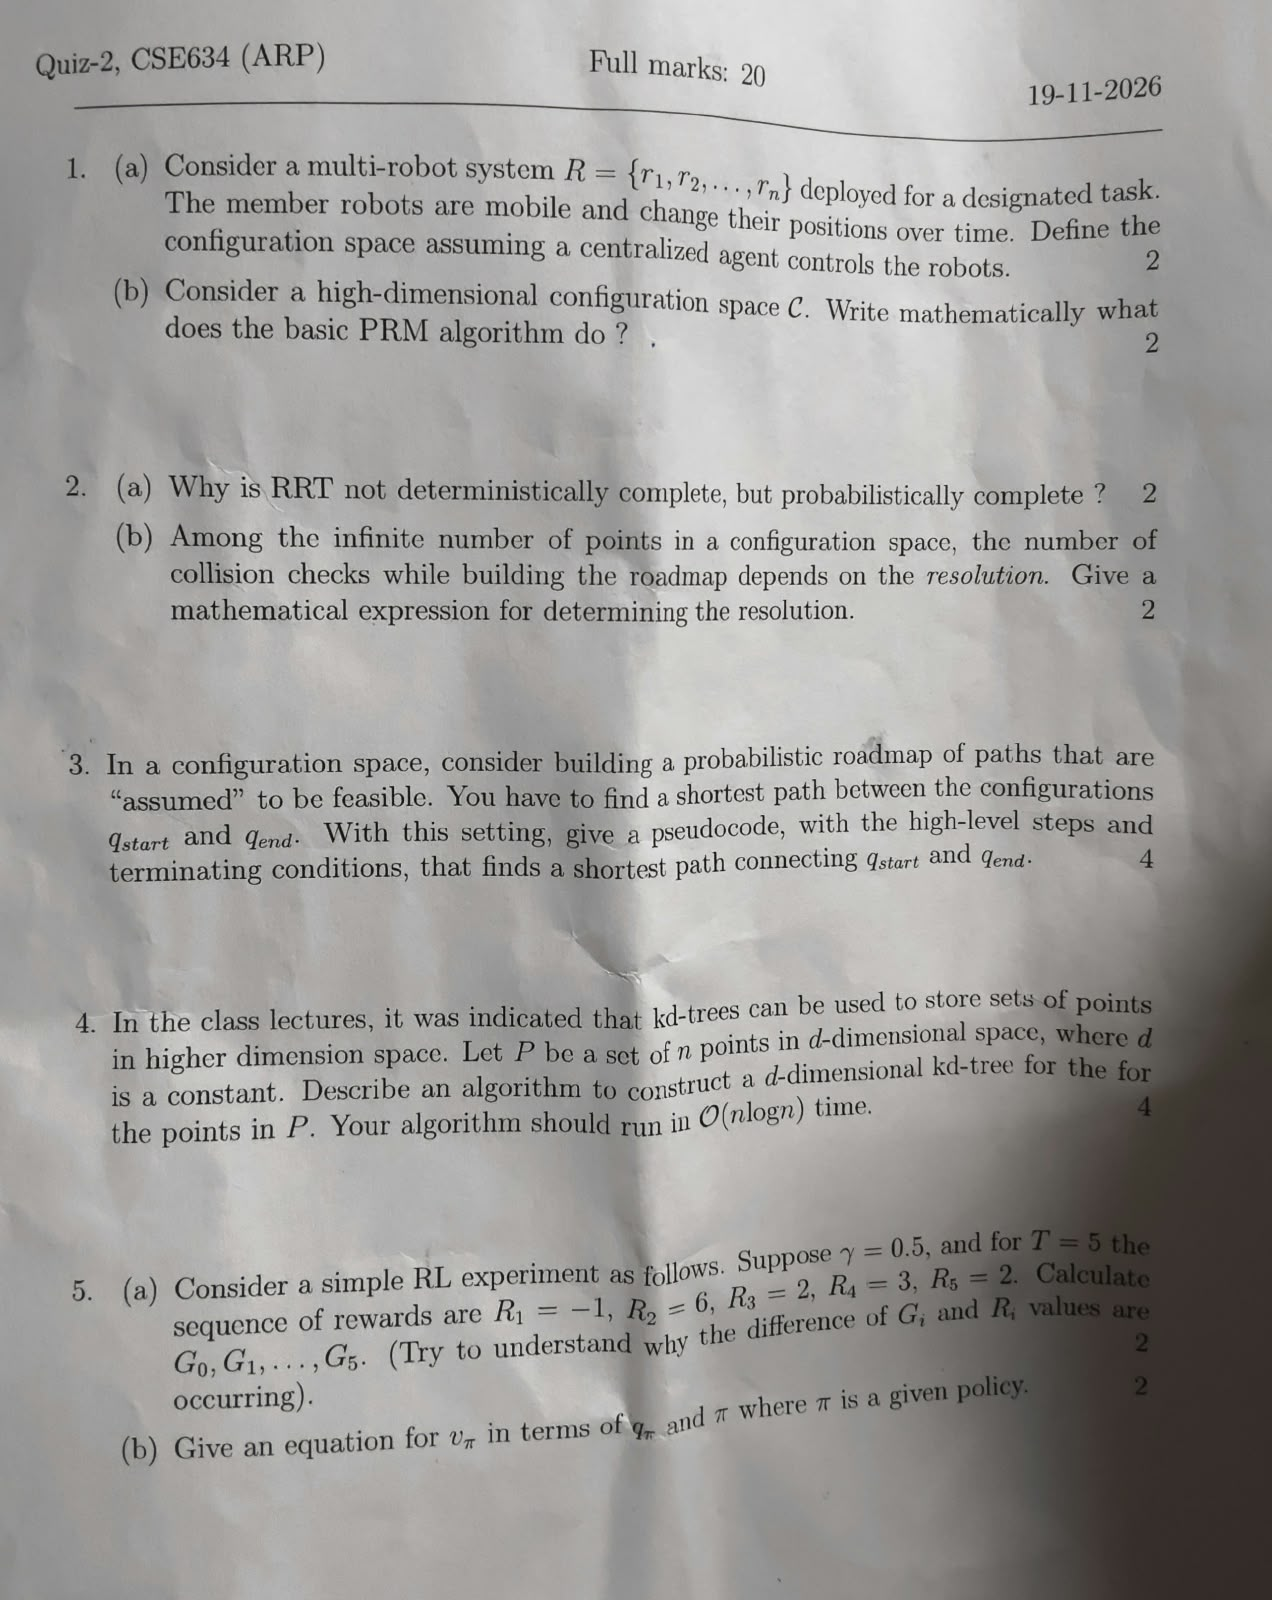 Quiz-2, CSE634 (ARP) Full marks: 20 19-11-2026
1. (a) Consider a multi-robot system R = {r₁, r₂, . . . , rₙ} deployed for a designated task.
The member robots are mobile and change their positions over time. Define the
configuration space assuming a centralized agent controls the robots. 2
(b) Consider a high-dimensional configuration space C. Write mathematically what
does the basic PRM algorithm do ? 2
2. (a) Why is RRT not deterministically complete, but probabilistically complete ? 2
(b) Among the infinite number of points in a configuration space, the number of
collision checks while building the roadmap depends on the resolution. Give a
mathematical expression for determining the resolution. 2
3. In a configuration space, consider building a probabilistic roadmap of paths that are
“assumed” to be feasible. You have to find a shortest path between the configurations
q_start and q_end. With this setting, give a pseudocode, with the high-level steps and
terminating conditions, that finds a shortest path connecting q_start and q_end. 4
4. In the class lectures, it was indicated that kd-trees can be used to store sets of points
in higher dimension space. Let P be a set of n points in d-dimensional space, where d
is a constant. Describe an algorithm to construct a d-dimensional kd-tree for the for
the points in P. Your algorithm should run in O(nlogn) time. 4
5. (a) Consider a simple RL experiment as follows. Suppose γ = 0.5, and for T = 5 the
sequence of rewards are R₁ = −1, R₂ = 6, R₃ = 2, R₄ = 3, R₅ = 2. Calculate
G₀, G₁, . . . , G₅. (Try to understand why the difference of Gᵢ and Rᵢ values are
occurring). 2
(b) Give an equation for v_π in terms of q_π and π where π is a given policy. 2